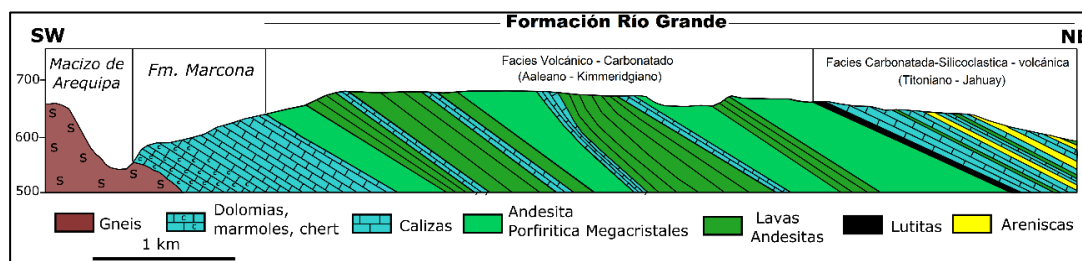 Formación Río Grande
SW
NE
Macizo de
Arequipa
Fm. Marcona
Facies Volcánico - Carbonatado
(Aaleano - Kimmeridgiano)
Facies Carbonatada-Silicoclastica - volcánica
(Titoniano - Jahuay)
700
600
500
S
S
S
S
S
S
S
S
Gneis
Dolomias,
marmoles, chert
Calizas
Andesita
Porfiritica Megacristales
Lavas
Andesitas
Lutitas
Areniscas
1 km